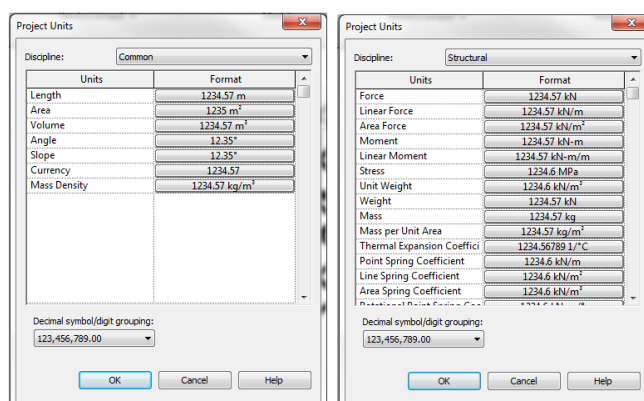 Project Units
Discipline: Common
Units Format
Length 1234.57 m
Area 1235 m²
Volume 1234.57 m³
Angle 12.35°
Slope 12.35°
Currency 1234.57
Mass Density 1234.57 kg/m³
Decimal symbol/digit grouping:
123,456,789.00
OK Cancel Help
Project Units
Discipline: Structural
Units Format
Force 1234.57 kN
Linear Force 1234.57 kN/m
Area Force 1234.57 kN/m²
Moment 1234.57 kN-m
Linear Moment 1234.57 kN-m/m
Stress 1234.6 MPa
Unit Weight 1234.6 kN/m³
Weight 1234.57 kN
Mass 1234.57 kg
Mass per Unit Area 1234.57 kg/m²
Thermal Expansion Coeffici 1234.56789 1/°C
Point Spring Coefficient 1234.6 kN/m
Line Spring Coefficient 1234.6 kN/m²
Area Spring Coefficient 1234.6 kN/m³
Rotational Point Spring
Decimal symbol/digit grouping:
123,456,789.00
OK Cancel Help